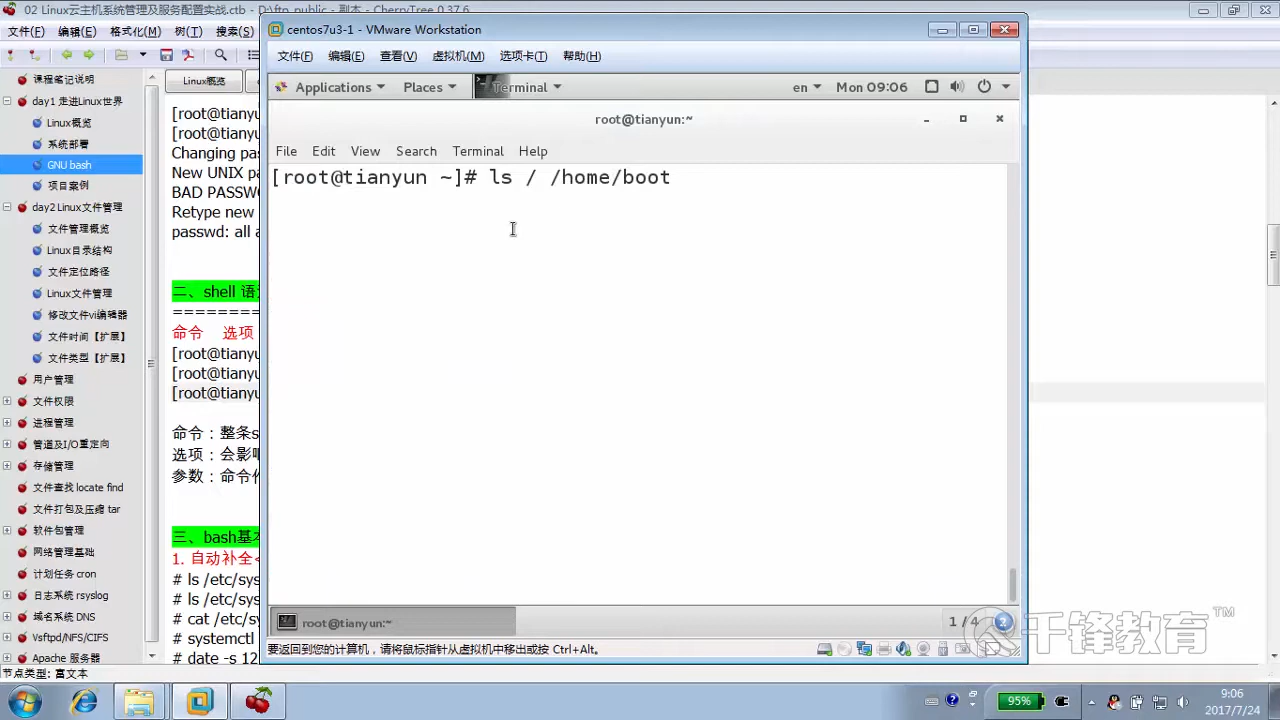 02 Linux云主机系统管理及服务配置实战.ctb - D:\ftp_public - 副本 - CherryTree 0.37.6
文件(F) 编辑(E) 格式化(M) 树(T) 搜索(S)
centos7u3-1 - VMware Workstation
文件(F) 编辑(E) 查看(V) 虚拟机(M) 选项卡(T) 帮助(H)
Applications Places Terminal en Mon 09:06
root@tianyun:~
File Edit View Search Terminal Help
[root@tianyun ~]# ls / /home/boot
root@tianyun:~
1 / 4 2
要返回到您的计算机，请将鼠标指针从虚拟机中移出或按 Ctrl+Alt。
课程笔记说明
day1 走进Linux世界
Linux概览
系统部署
GNU bash
项目案例
day2 Linux文件管理
文件管理概览
Linux目录结构
文件定位路径
Linux文件管理
修改文件vi编辑器
文件时间【扩展】
文件类型【扩展】
用户管理
文件权限
进程管理
管道及I/O重定向
存储管理
文件查找 locate find
文件打包及压缩 tar
软件包管理
网络管理基础
计划任务 cron
日志系统 rsyslog
域名系统 DNS
Vsftpd/NFS/CIFS
Apache 服务器
节点类型: 富文本
Linux概览
[root@tianyu
[root@tianyu
Changing pa
New UNIX pa
BAD PASSWO
Retype new
passwd: all a
二、shell 语
=========
命令 选项
[root@tianyu
[root@tianyu
[root@tianyu
命令：整条s
选项：会影
参数：命令
三、bash基
1. 自动补全<
# ls /etc/sys
# ls /etc/sys
# cat /etc/sy
# systemctl
# date -s 12
千锋教育™
95%
9:06
2017/7/24